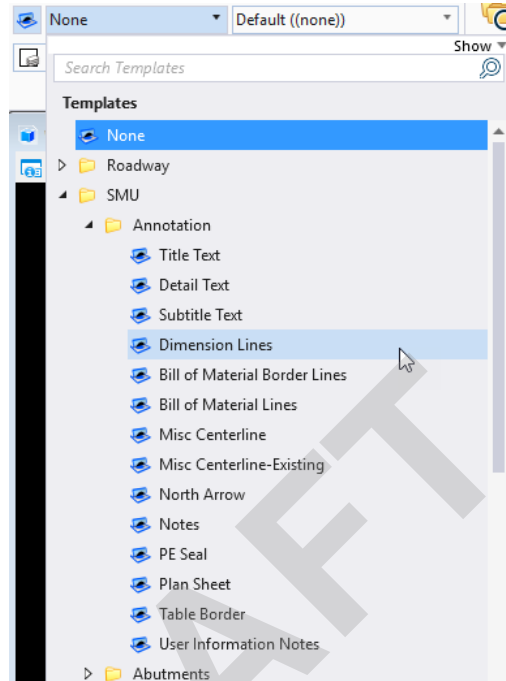 None Default ((none))
Show
Search Templates
Templates
None
Roadway
SMU
Annotation
Title Text
Detail Text
Subtitle Text
Dimension Lines
Bill of Material Border Lines
Bill of Material Lines
Misc Centerline
Misc Centerline-Existing
North Arrow
Notes
PE Seal
Plan Sheet
Table Border
User Information Notes
Abutments
AFT